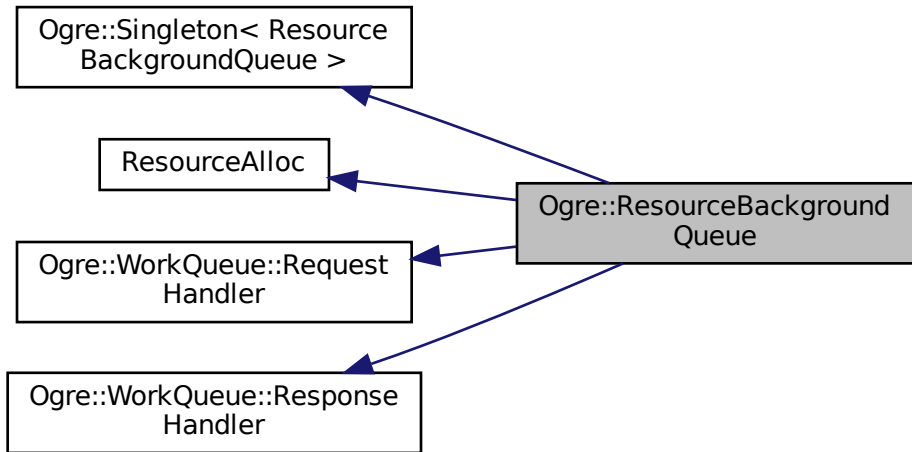 Ogre::Singleton< Resource
BackgroundQueue >
ResourceAlloc
Ogre::ResourceBackground
Queue
Ogre::WorkQueue::Request
Handler
Ogre::WorkQueue::Response
Handler